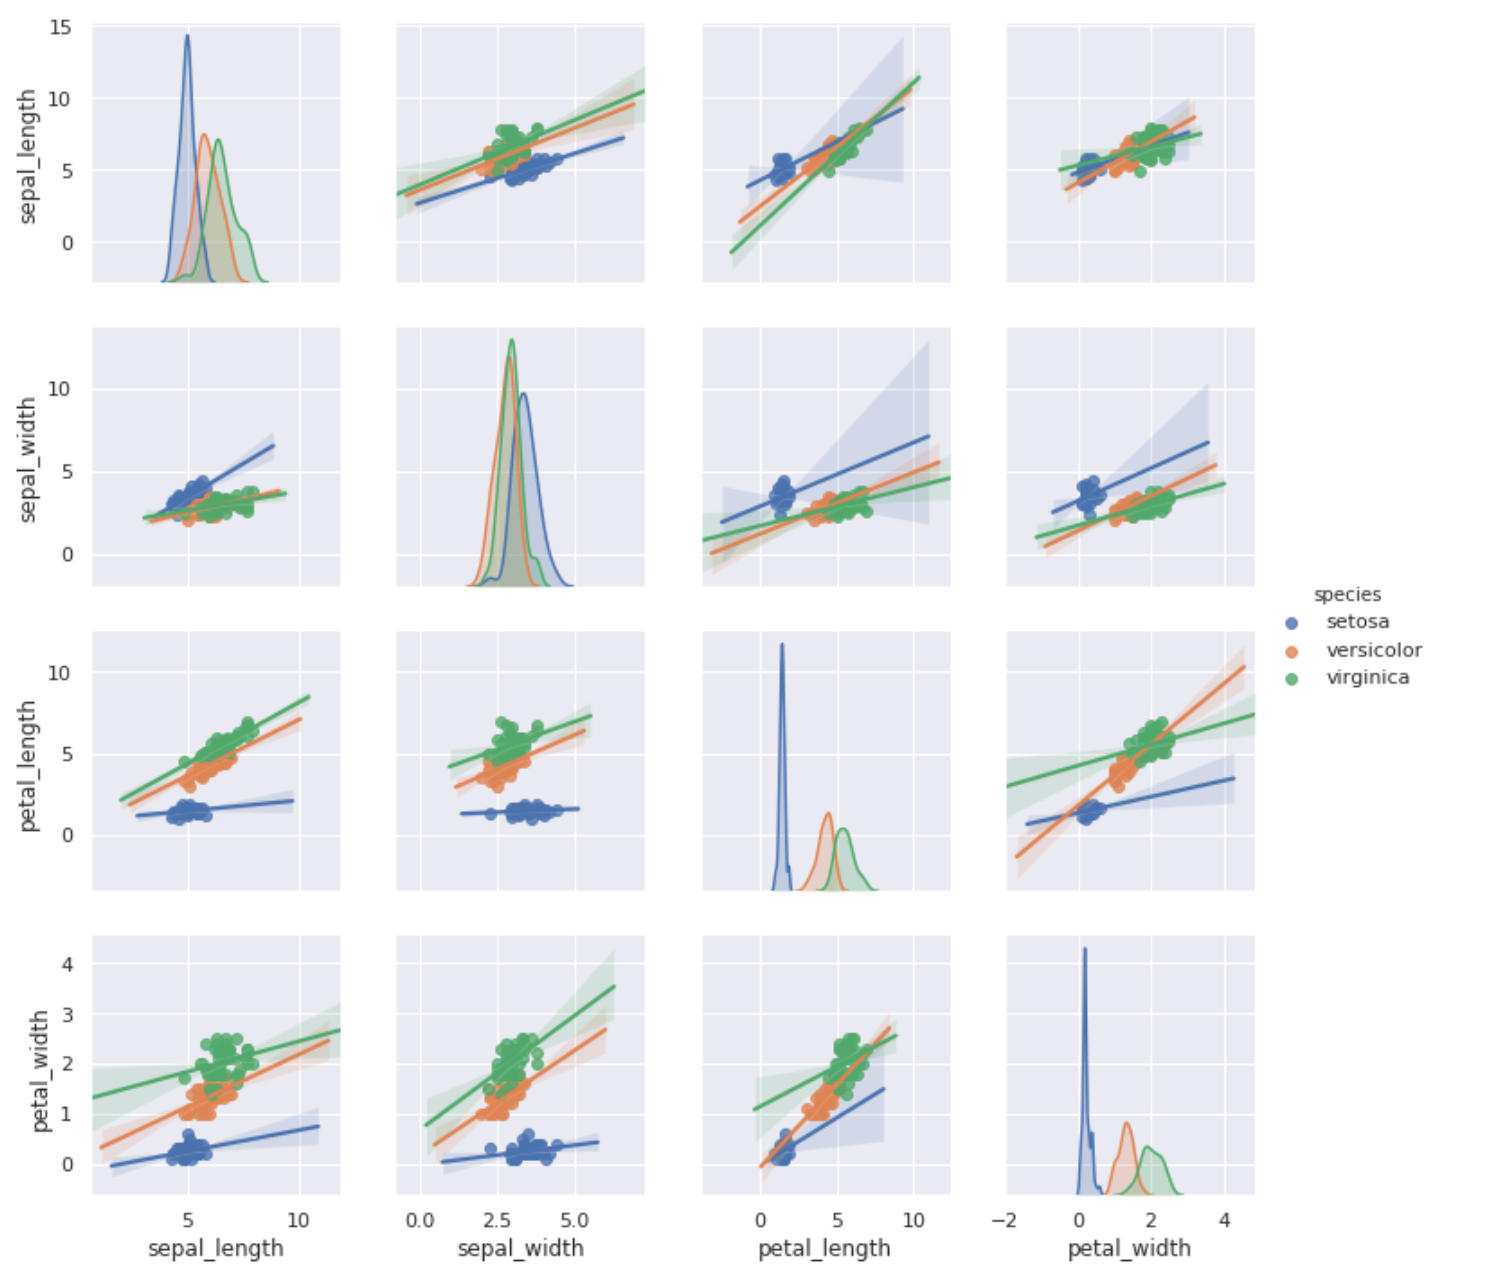 15
10
5
0
sepal_length
10
5
0
sepal_width
species
setosa
versicolor
virginica
10
5
0
petal_length
4
3
2
1
0
petal_width
5 10
sepal_length
0.0 2.5 5.0
sepal_width
0 5 10
petal_length
−2 0 2 4
petal_width